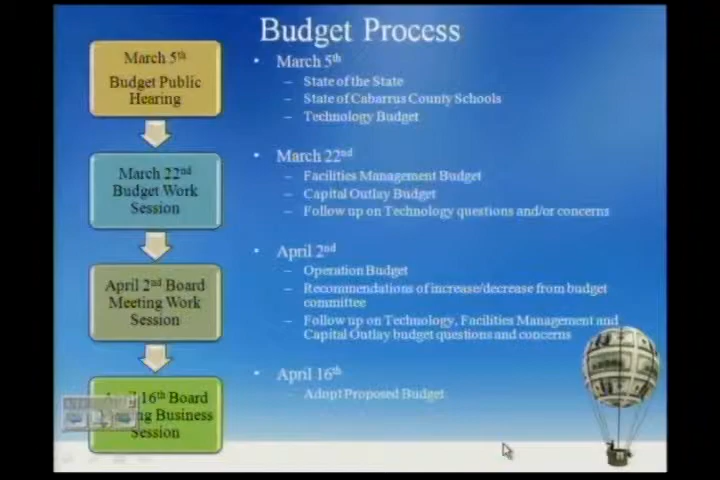 Budget Process
March 5th
Budget Public
Hearing
March 22nd
Budget Work
Session
April 2nd Board
Meeting Work
Session
16th Board
Business
Session
• March 5th
– State of the State
– State of Cabarrus County Schools
– Technology Budget
• March 22nd
– Facilities Management Budget
– Capital Outlay Budget
– Follow up on Technology questions and/or concerns
• April 2nd
– Operation Budget
– Recommendations of increase/decrease from budget
committee
– Follow up on Technology, Facilities Management and
Capital Outlay budget questions and concerns
• April 16th
– Adopt Proposed Budget